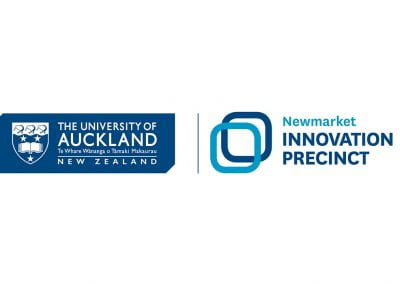 THE UNIVERSITY OF
AUCKLAND
Te Whare Wānanga o Tāmaki Makaurau
NEW ZEALAND
Newmarket
INNOVATION
PRECINCT